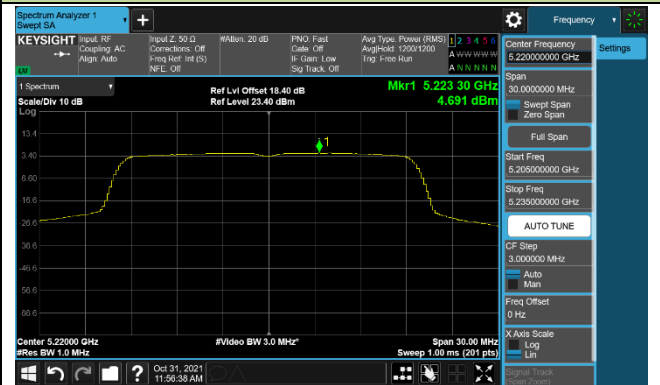 Spectrum Analyzer 1
Swept SA
+
Frequency
KEYSIGHT
Input: RF
Coupling: AC
Align: Auto
Input Z: 50 Ω
Corrections: Off
Freq Ref: Int (S)
NFE: Off
#Atten: 20 dB
PNO: Fast
Gate: Off
IF Gain: Low
Sig Track: Off
Avg Type: Power (RMS)
Avg|Hold: 1200/1200
Trig: Free Run
1 2 3 4 5 6
A W W W W W
A N N N N N
LXI
1 Spectrum
Scale/Div 10 dB
Log
Ref Lvl Offset 18.40 dB
Ref Level 23.40 dBm
Mkr1 5.223 30 GHz
4.691 dBm
1
13.4
3.40
-6.60
-16.6
-26.6
-36.6
-46.6
-56.6
-66.6
Center 5.22000 GHz
#Res BW 1.0 MHz
#Video BW 3.0 MHz*
Span 30.00 MHz
Sweep 1.00 ms (201 pts)
Center Frequency
5.220000000 GHz
Settings
Span
30.0000000 MHz
Swept Span
Zero Span
Full Span
Start Freq
5.205000000 GHz
Stop Freq
5.235000000 GHz
AUTO TUNE
CF Step
3.000000 MHz
Auto
Man
Freq Offset
0 Hz
X Axis Scale
Log
Lin
Signal Track
(Span Zoom)
?
Oct 31, 2021
11:56:38 AM